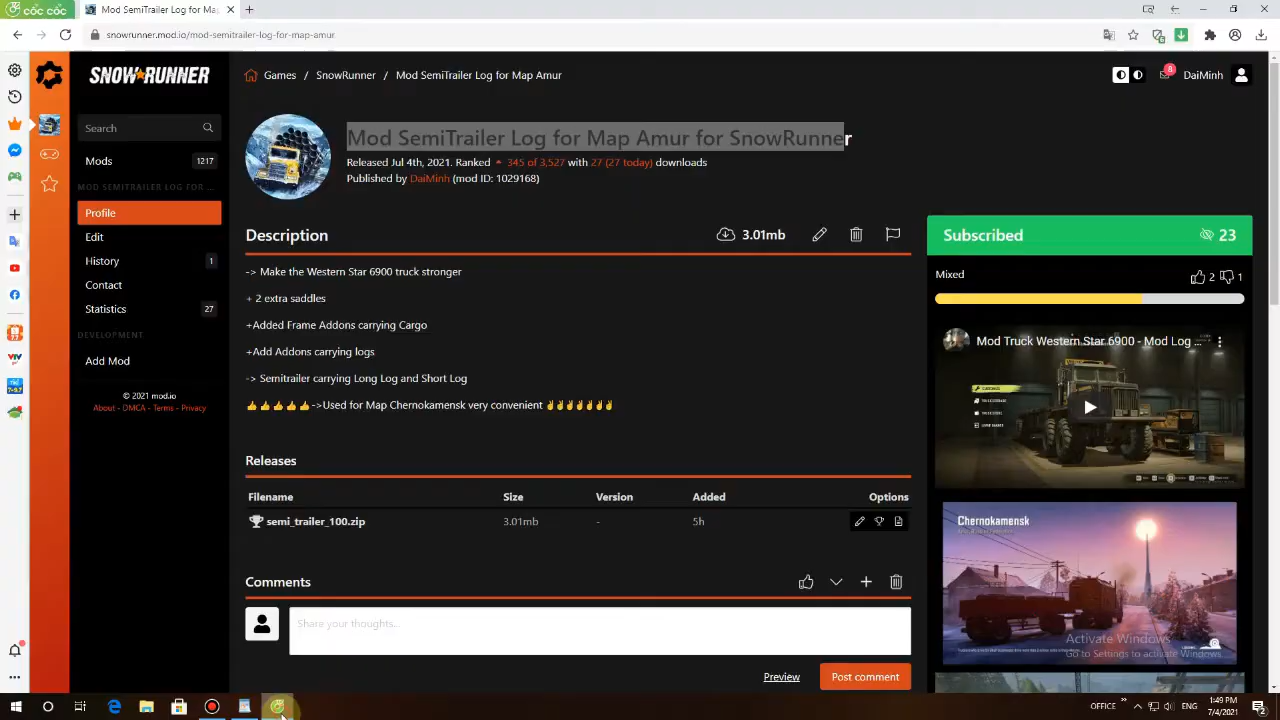 cốc cốc
Mod SemiTrailer Log for Map
snowrunner.mod.io/mod-semitrailer-log-for-map-amur
SNOWRUNNER
Games / SnowRunner / Mod SemiTrailer Log for Map Amur
8
DaiMinh
Search
Mods 1217
MOD SEMITRAILER LOG FOR ...
Profile
Edit
History 1
Contact
Statistics 27
DEVELOPMENT
Add Mod
© 2021 mod.io
About - DMCA - Terms - Privacy
Mod SemiTrailer Log for Map Amur for SnowRunner
Released Jul 4th, 2021. Ranked 345 of 3,527 with 27 (27 today) downloads
Published by DaiMinh (mod ID: 1029168)
Description
3.01mb
-> Make the Western Star 6900 truck stronger
+ 2 extra saddles
+Added Frame Addons carrying Cargo
+Add Addons carrying logs
-> Semitrailer carrying Long Log and Short Log
👍👍👍👍👍->Used for Map Chernokamensk very convenient ✌✌✌✌✌✌✌
Releases
Filename Size Version Added Options
semi_trailer_100.zip 3.01mb - 5h
Comments
Share your thoughts...
Preview
Post comment
Subscribed
23
Mixed
2 1
Mod Truck Western Star 6900 - Mod Log ...
Chernokamensk
Activate Windows
Go to Settings to activate Windows.
OFFICE
ENG
1:49 PM
7/4/2021
2